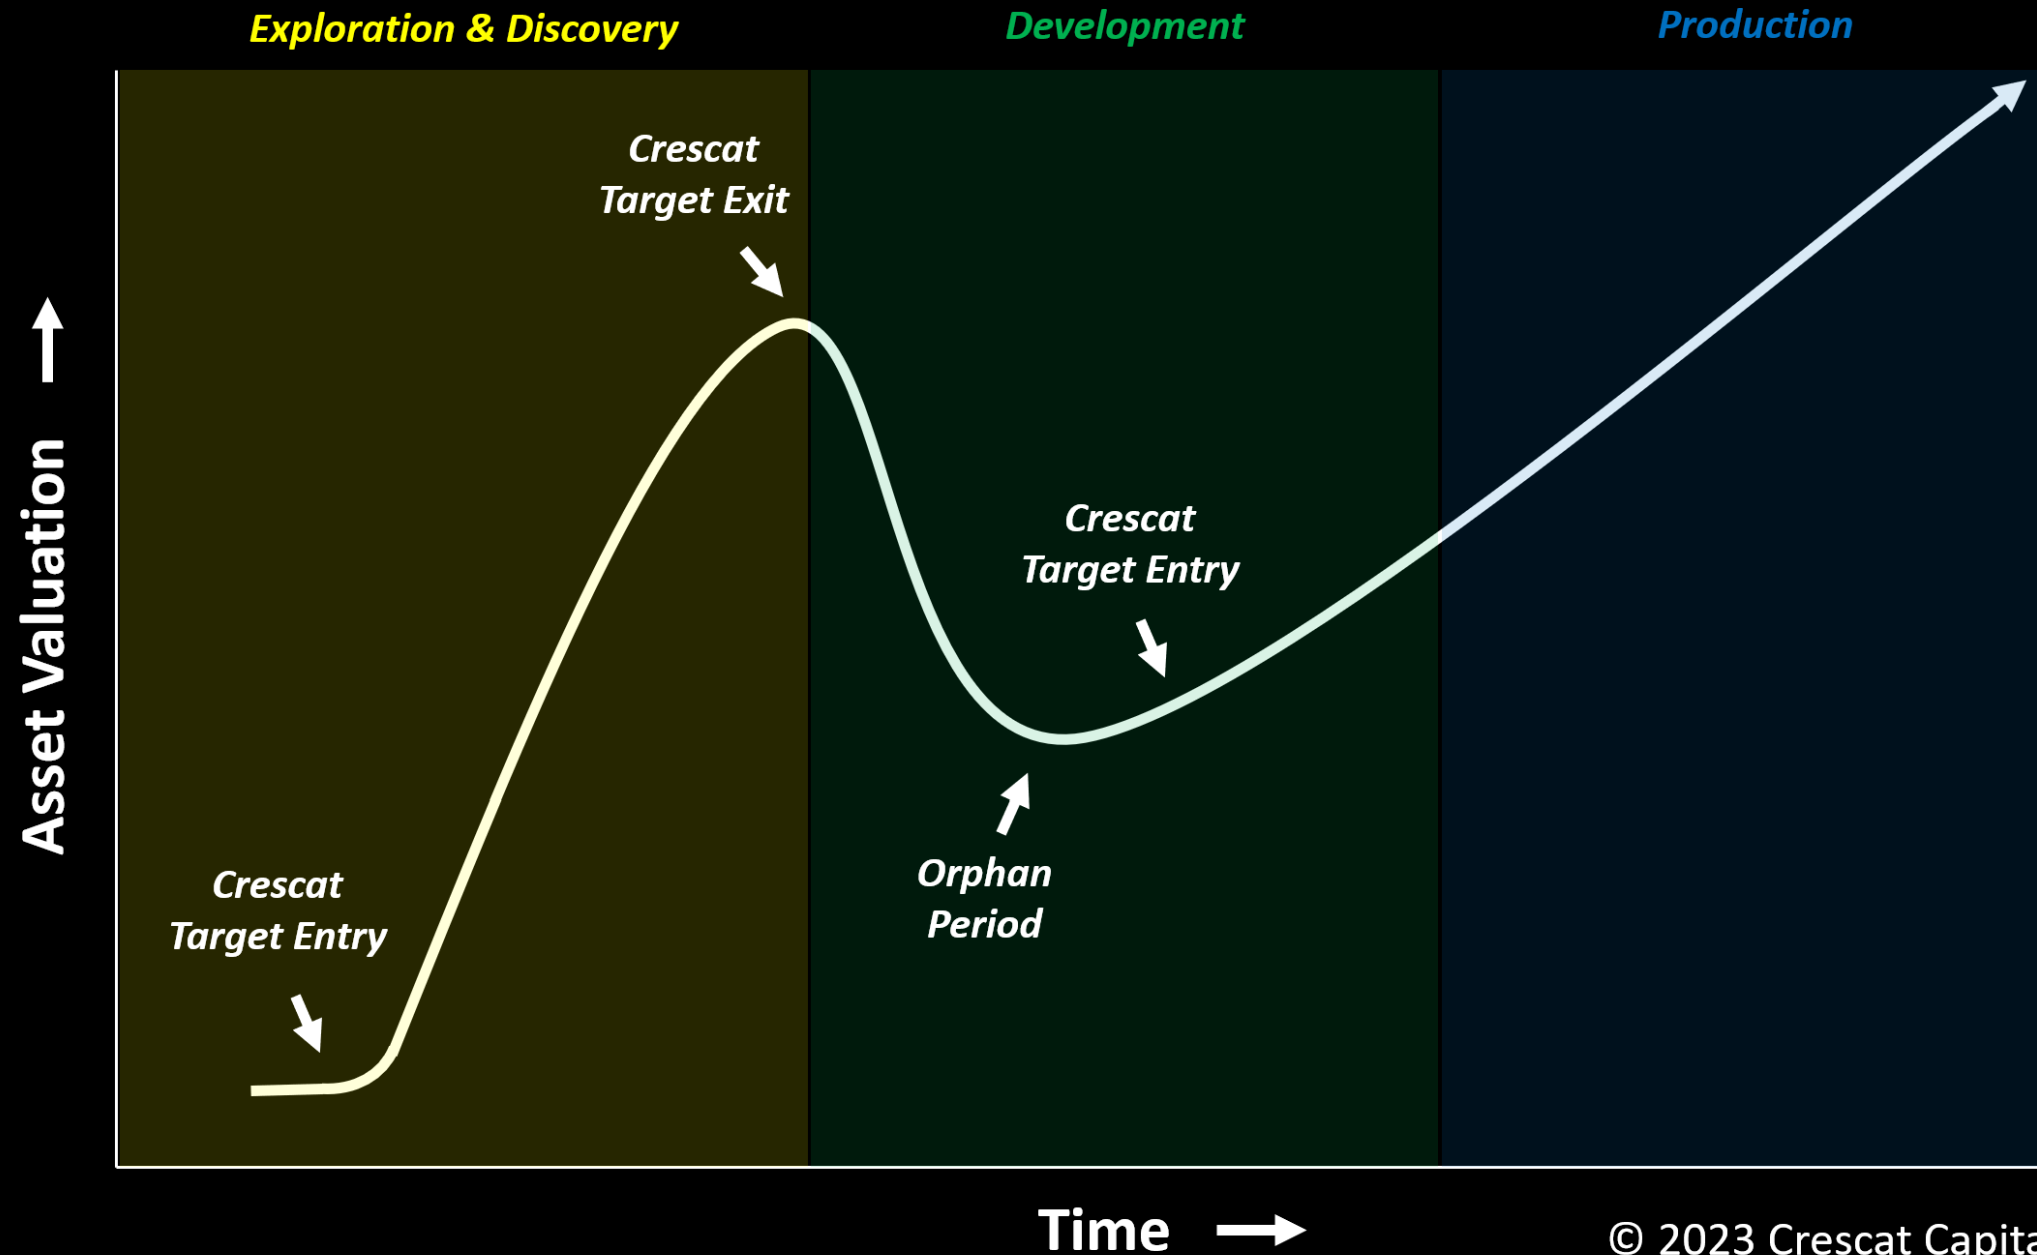 Exploration & Discovery
Development
Production
Crescat
Target Exit
Crescat
Target Entry
Asset Valuation
Crescat
Target Entry
Orphan
Period
Time
© 2023 Crescat Capita